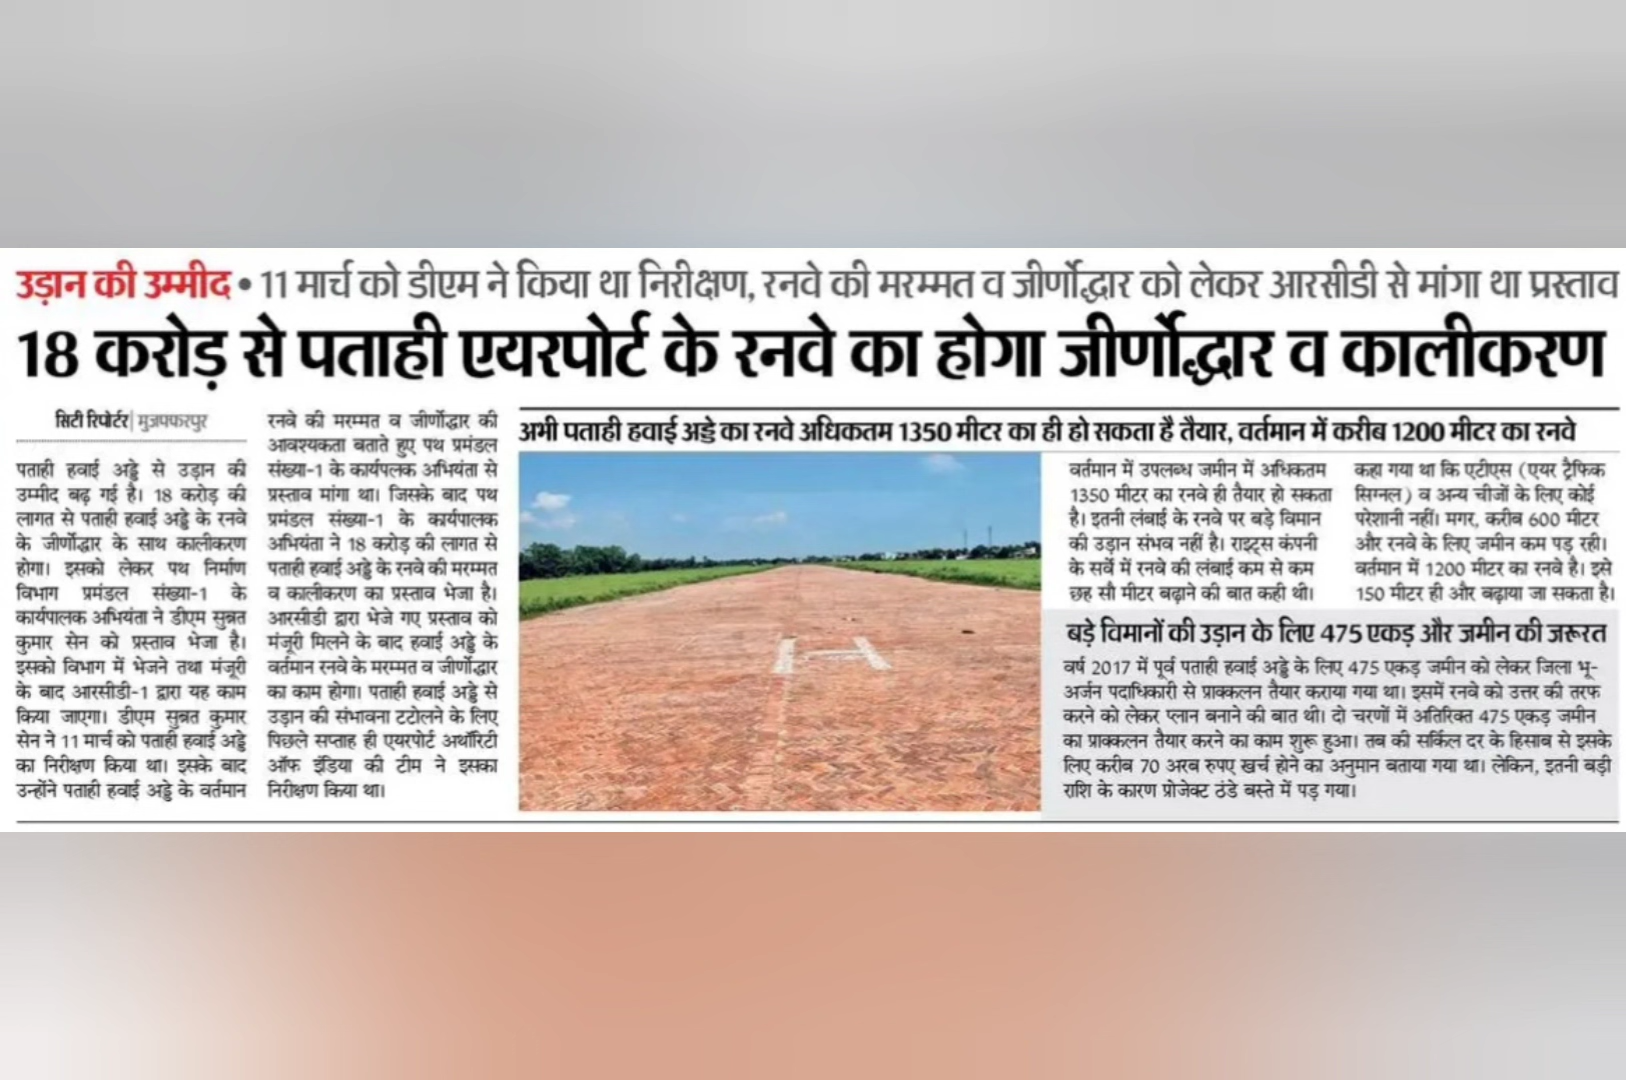 उड़ान की उम्मीद • 11 मार्च को डीएम ने किया था निरीक्षण, रनवे की मरम्मत व जीर्णोद्धार को लेकर आरसीडी से मांगा था प्रस्ताव
18 करोड़ से पताही एयरपोर्ट के रनवे का होगा जीर्णोद्धार व कालीकरण
सिटी रिपोर्टर | मुजफ्फरपुर
पताही हवाई अड्डे से उड़ान की
उम्मीद बढ़ गई है। 18 करोड़ की
लागत से पताही हवाई अड्डे के रनवे
के जीर्णोद्धार के साथ कालीकरण
होगा। इसको लेकर पथ निर्माण
विभाग प्रमंडल संख्या-1 के
कार्यपालक अभियंता ने डीएम सुब्रत
कुमार सेन को प्रस्ताव भेजा है।
इसको विभाग में भेजने तथा मंजूरी
के बाद आरसीडी-1 द्वारा यह काम
किया जाएगा। डीएम सुब्रत कुमार
सेन ने 11 मार्च को पताही हवाई अड्डे
का निरीक्षण किया था। इसके बाद
उन्होंने पताही हवाई अड्डे के वर्तमान
रनवे की मरम्मत व जीर्णोद्धार की
आवश्यकता बताते हुए पथ प्रमंडल
संख्या-1 के कार्यपलक अभियंता से
प्रस्ताव मांगा था। जिसके बाद पथ
प्रमंडल संख्या-1 के कार्यपालक
अभियंता ने 18 करोड़ की लागत से
पताही हवाई अड्डे के रनवे की मरम्मत
व कालीकरण का प्रस्ताव भेजा है।
आरसीडी द्वारा भेजे गए प्रस्ताव को
मंजूरी मिलने के बाद हवाई अड्डे के
वर्तमान रनवे के मरम्मत व जीर्णोद्धार
का काम होगा। पताही हवाई अड्डे से
उड़ान की संभावना टटोलने के लिए
पिछले सप्ताह ही एयरपोर्ट अथॉरिटी
ऑफ इंडिया की टीम ने इसका
निरीक्षण किया था।
अभी पताही हवाई अड्डे का रनवे अधिकतम 1350 मीटर का ही हो सकता है तैयार, वर्तमान में करीब 1200 मीटर का रनवे
H
वर्तमान में उपलब्ध जमीन में अधिकतम
1350 मीटर का रनवे ही तैयार हो सकता
है। इतनी लंबाई के रनवे पर बड़े विमान
की उड़ान संभव नहीं है। राइट्स कंपनी
के सर्वे में रनवे की लंबाई कम से कम
छह सौ मीटर बढ़ाने की बात कही थी।
कहा गया था कि एटीएस (एयर ट्रैफिक
सिग्नल) व अन्य चीजों के लिए कोई
परेशानी नहीं। मगर, करीब 600 मीटर
और रनवे के लिए जमीन कम पड़ रही।
वर्तमान में 1200 मीटर का रनवे है। इसे
150 मीटर ही और बढ़ाया जा सकता है।
बड़े विमानों की उड़ान के लिए 475 एकड़ और जमीन की जरूरत
वर्ष 2017 में पूर्व पताही हवाई अड्डे के लिए 475 एकड़ जमीन को लेकर जिला भू-
अर्जन पदाधिकारी से प्राक्कलन तैयार कराया गया था। इसमें रनवे को उत्तर की तरफ
करने को लेकर प्लान बनाने की बात थी। दो चरणों में अतिरिक्त 475 एकड़ जमीन
का प्राक्कलन तैयार करने का काम शुरू हुआ। तब की सर्किल दर के हिसाब से इसके
लिए करीब 70 अरब रुपए खर्च होने का अनुमान बताया गया था। लेकिन, इतनी बड़ी
राशि के कारण प्रोजेक्ट ठंडे बस्ते में पड़ गया।